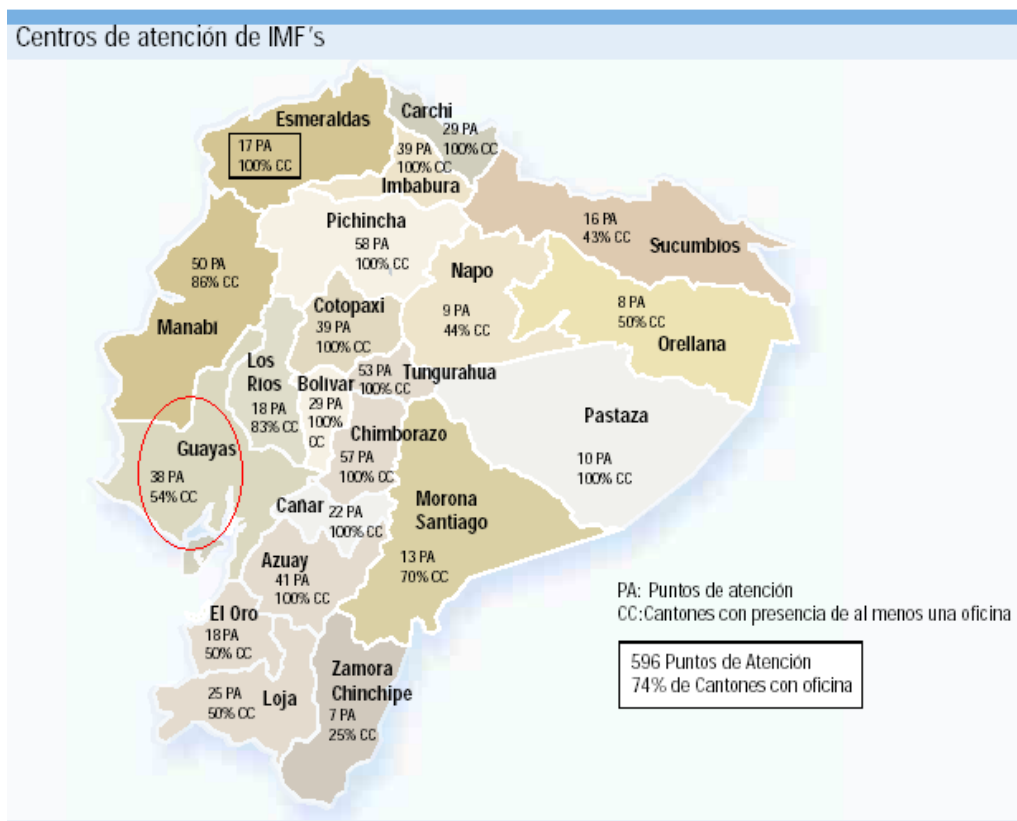 Centros de atención de IMF´s
Esmeraldas
17 PA
100% CC
Carchi
29 PA
100% CC
39 PA
100% CC
Imbabura
Pichincha
58 PA
100% CC
16 PA
43% CC
Sucumbios
50 PA
86% CC
Manabi
Napo
9 PA
44% CC
8 PA
50% CC
Orellana
Cotopaxi
39 PA
100% CC
Los
Rios
18 PA
83% CC
Bolivar
29 PA
100%
CC
53 PA
100% CC
Tungurahua
Chimborazo
57 PA
100% CC
Pastaza
10 PA
100% CC
Guayas
38 PA
54% CC
Cañar
22 PA
100% CC
Morona
Santiago
13 PA
70% CC
Azuay
41 PA
100% CC
El Oro
18 PA
50% CC
25 PA
50% CC
Loja
Zamora
Chinchipe
7 PA
25% CC
PA: Puntos de atención
CC:Cantones con presencia de al menos una oficina
596 Puntos de Atención
74% de Cantones con oficina